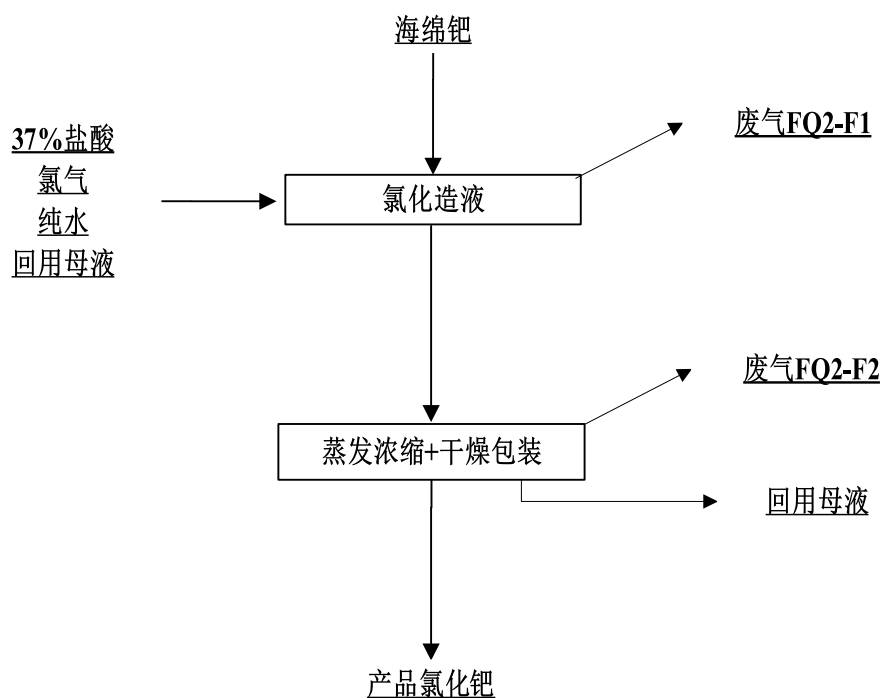 海绵钯
废气FQ2-F1
37%盐酸
氯气
纯水
回用母液
氯化造液
废气FQ2-F2
蒸发浓缩+干燥包装
回用母液
产品氯化钯